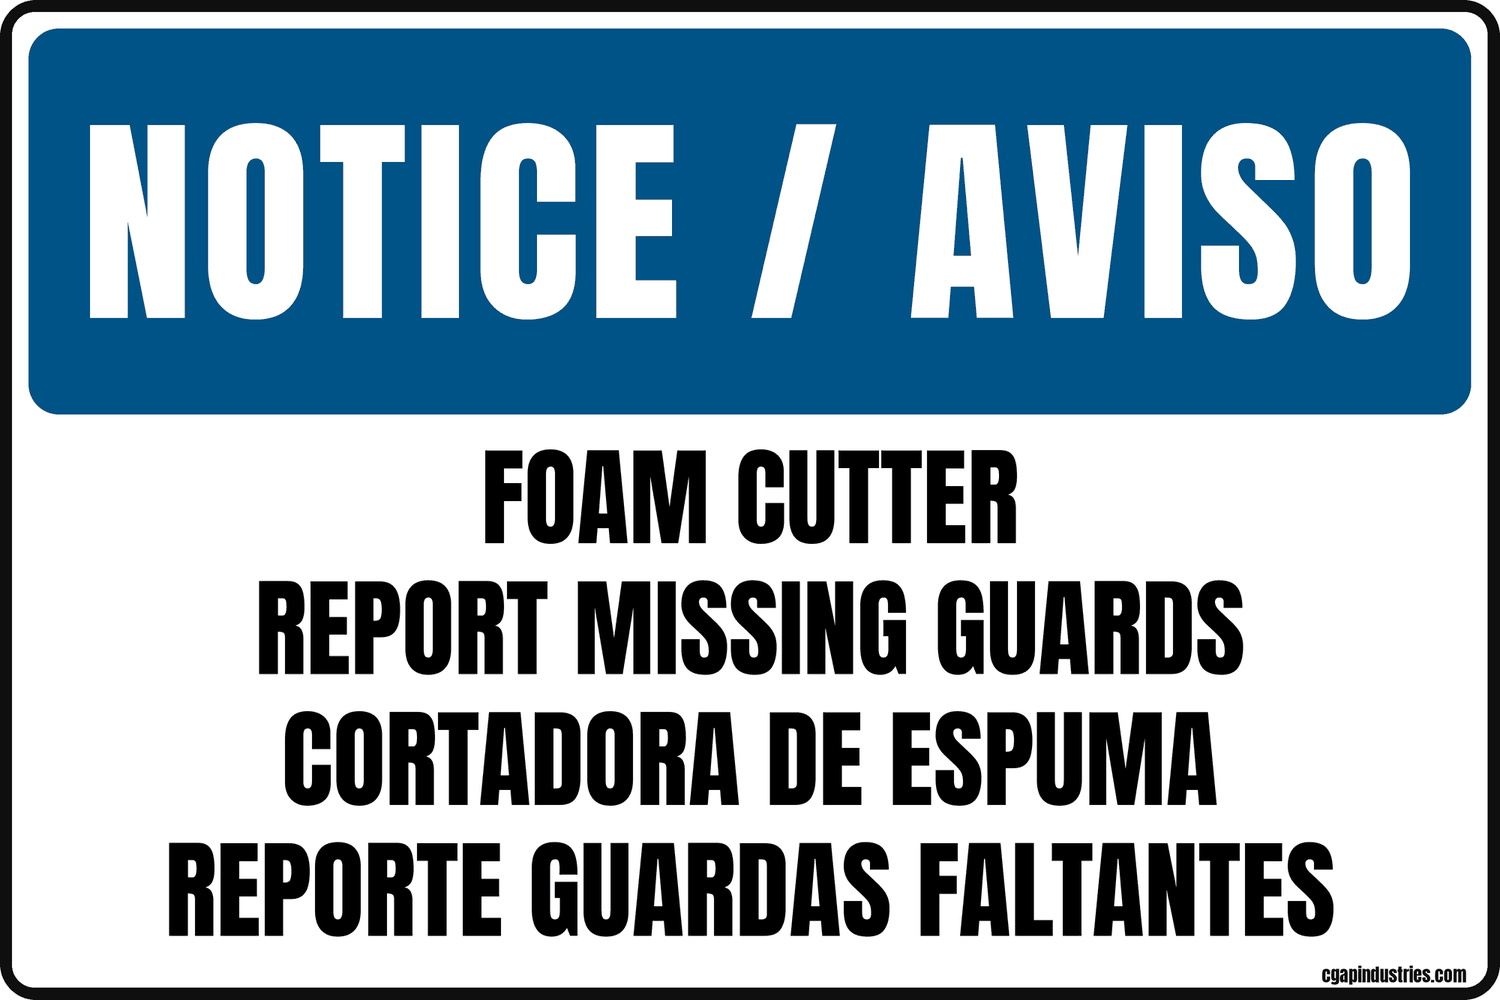 NOTICE / AVISO
FOAM CUTTER
REPORT MISSING GUARDS
CORTADORA DE ESPUMA
REPORTE GUARDAS FALTANTES
cgapindustries.com